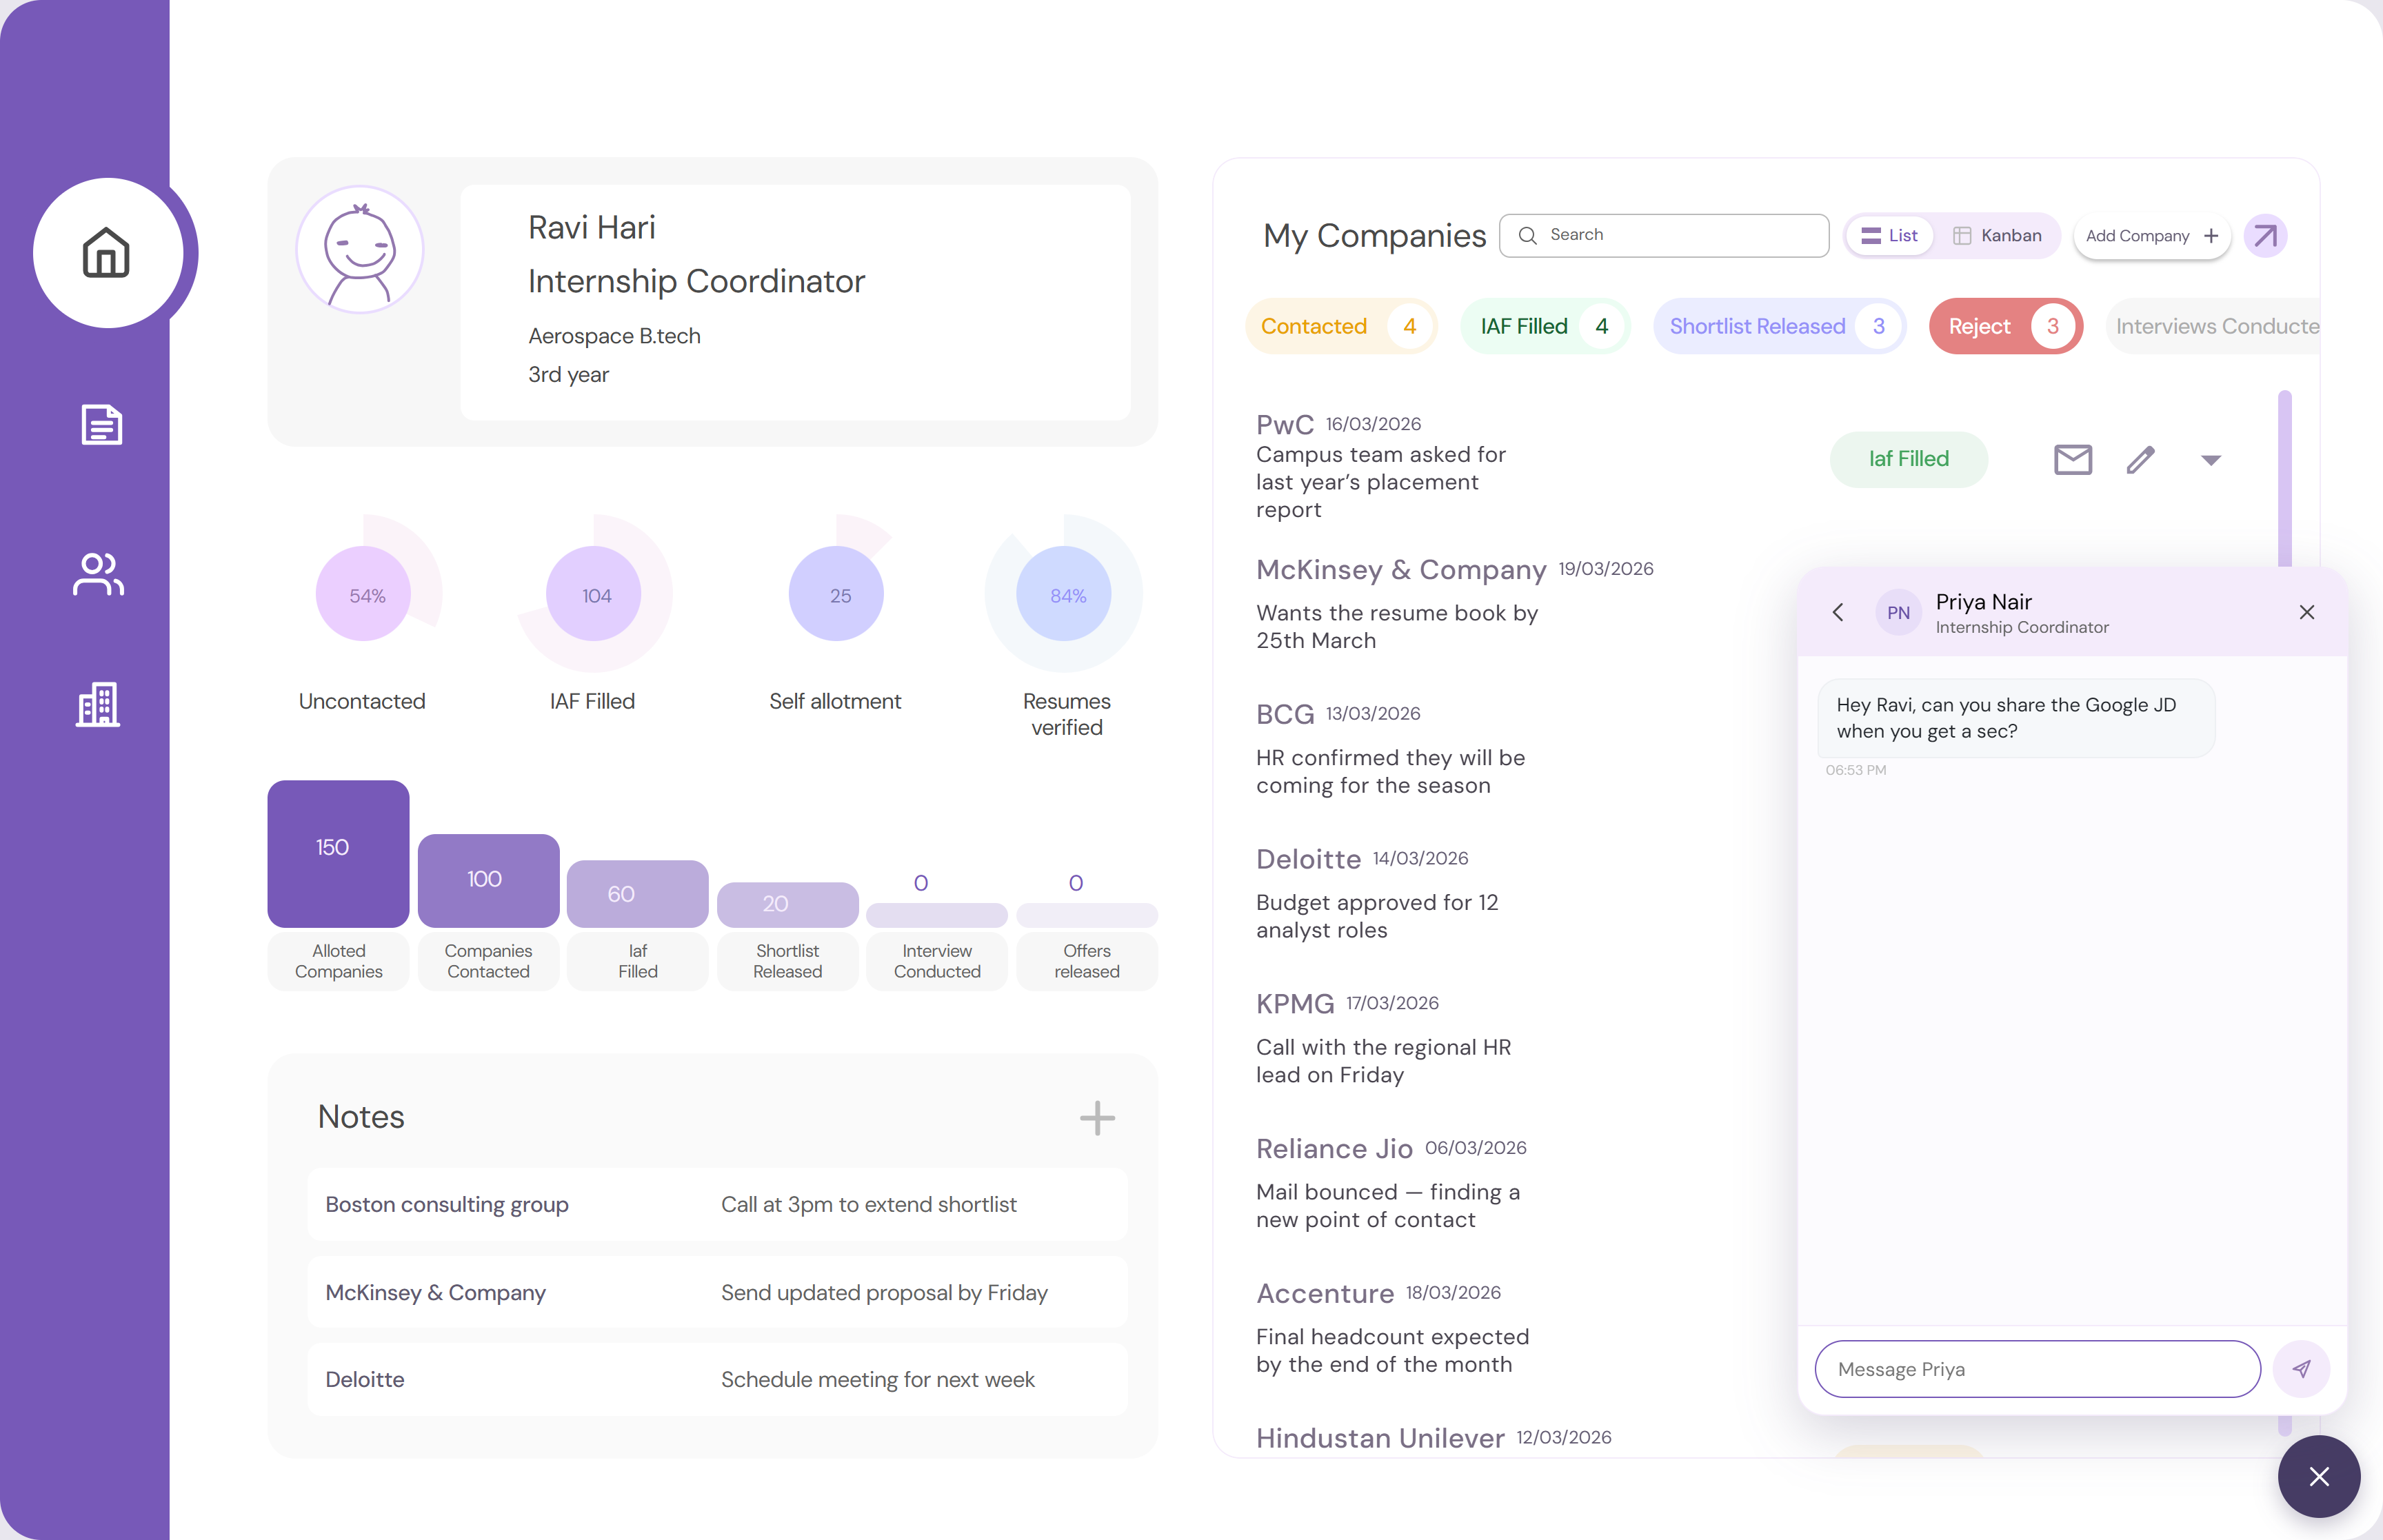 Ravi Hari
Internship Coordinator
Aerospace B.tech
3rd year
54%
104
25
84%
Uncontacted
IAF Filled
Self allotment
Resumes
verified
150
100
60
20
0
0
Alloted
Companies
Companies
Contacted
Iaf
Filled
Shortlist
Released
Interview
Conducted
Offers
released
Notes
Boston consulting group
Call at 3pm to extend shortlist
McKinsey & Company
Send updated proposal by Friday
Deloitte
Schedule meeting for next week
My Companies
Search
List
Kanban
Add Company
Contacted 4
IAF Filled 4
Shortlist Released 3
Reject 3
Interviews Conducte
PwC 16/03/2026
Campus team asked for
last year’s placement
report
Iaf Filled
McKinsey & Company 19/03/2026
Wants the resume book by
25th March
BCG 13/03/2026
HR confirmed they will be
coming for the season
Deloitte 14/03/2026
Budget approved for 12
analyst roles
KPMG 17/03/2026
Call with the regional HR
lead on Friday
Reliance Jio 06/03/2026
Mail bounced — finding a
new point of contact
Accenture 18/03/2026
Final headcount expected
by the end of the month
Hindustan Unilever 12/03/2026
PN
Priya Nair
Internship Coordinator
Hey Ravi, can you share the Google JD
when you get a sec?
06:53 PM
Message Priya